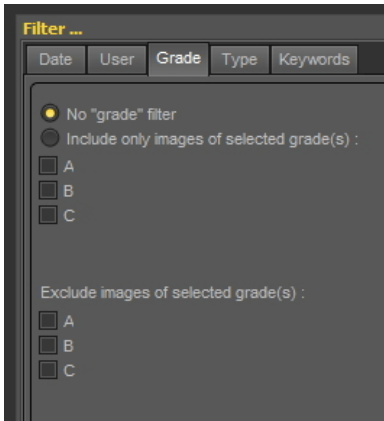 Filter ...
Date User Grade Type Keywords
No "grade" filter
Include only images of selected grade(s) :
A
B
C
Exclude images of selected grade(s) :
A
B
C